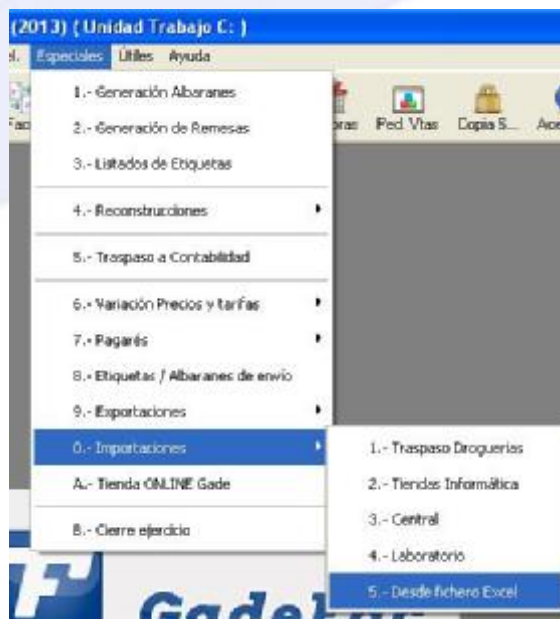 (2013) ( Unidad Trabajo C: )
Especiales Útiles Ayuda
Ped. Vtas Copia S...
1.- Generación Albaranes
2.- Generación de Remesas
3.- Listados de Etiquetas
4.- Reconstrucciones
5.- Traspaso a Contabilidad
6.- Variación Precios y tarifas
7.- Pagarés
8.- Etiquetas / Albaranes de envío
9.- Exportaciones
0.- Importaciones
A.- Tienda ONLINE Gade
B.- Cierre ejercicio
1.- Traspaso Droguerias
2.- Tiendas Informática
3.- Central
4.- Laboratorio
5.- Desde fichero Excel